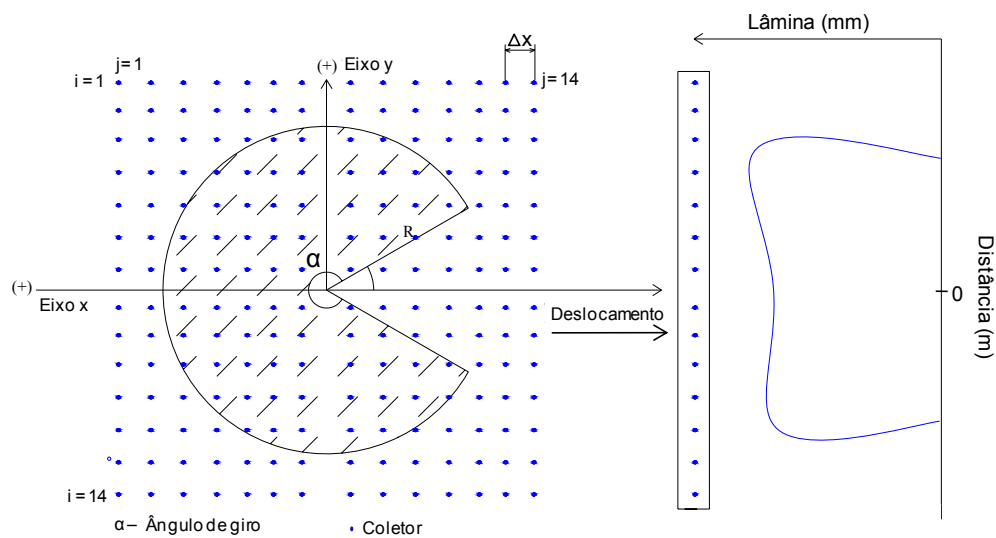 Lâmina (mm)
Δx
j= 1
(+) Eixo y
i = 1
j= 14
R
α
(+)
Eixo x
Deslocamento
0
Distância (m)
i = 14
α – Ângulo de giro
Coletor